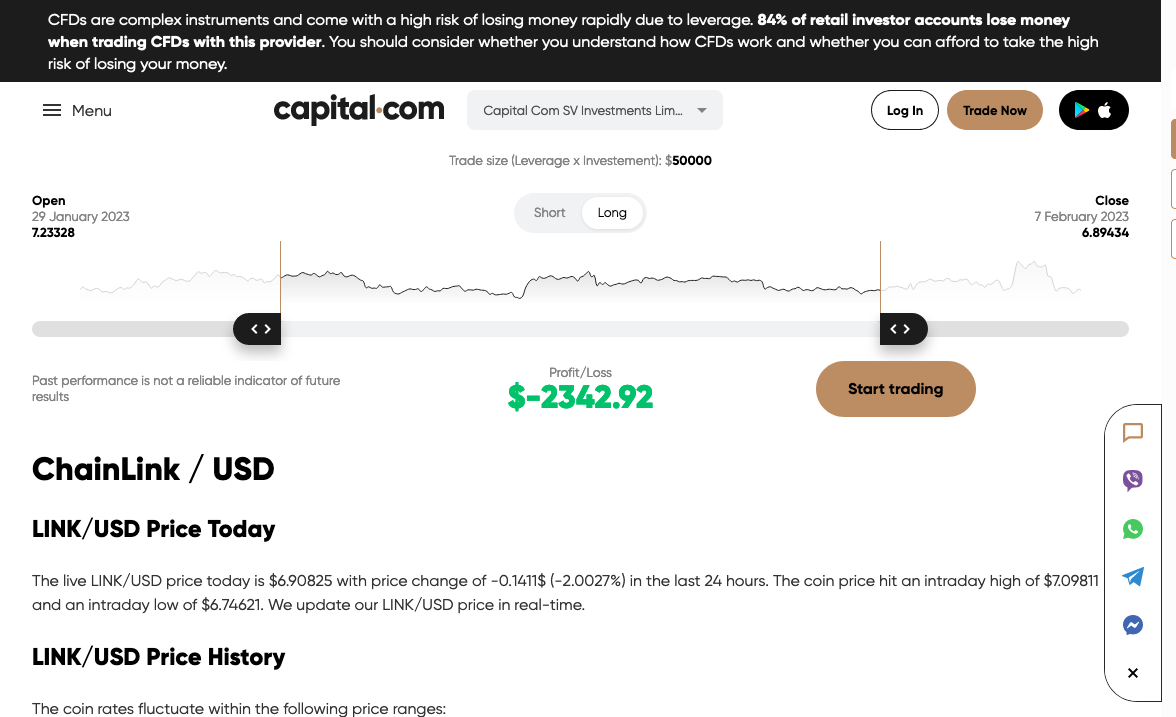 CFDs are complex instruments and come with a high risk of losing money rapidly due to leverage. 84% of retail investor accounts lose money
when trading CFDs with this provider. You should consider whether you understand how CFDs work and whether you can afford to take the high
risk of losing your money.
Menu
capital.com
Capital Com SV Investments Lim...
Log In
Trade Now
Trade size (Leverage x Investement): $50000
Open
29 January 2023
7.23328
Short
Long
Close
7 February 2023
6.89434
Past performance is not a reliable indicator of future
results
Profit/Loss
$-2342.92
Start trading
ChainLink / USD
LINK/USD Price Today
The live LINK/USD price today is $6.90825 with price change of -0.1411$ (-2.0027%) in the last 24 hours. The coin price hit an intraday high of $7.09811
and an intraday low of $6.74621. We update our LINK/USD price in real-time.
LINK/USD Price History
The coin rates fluctuate within the following price ranges: